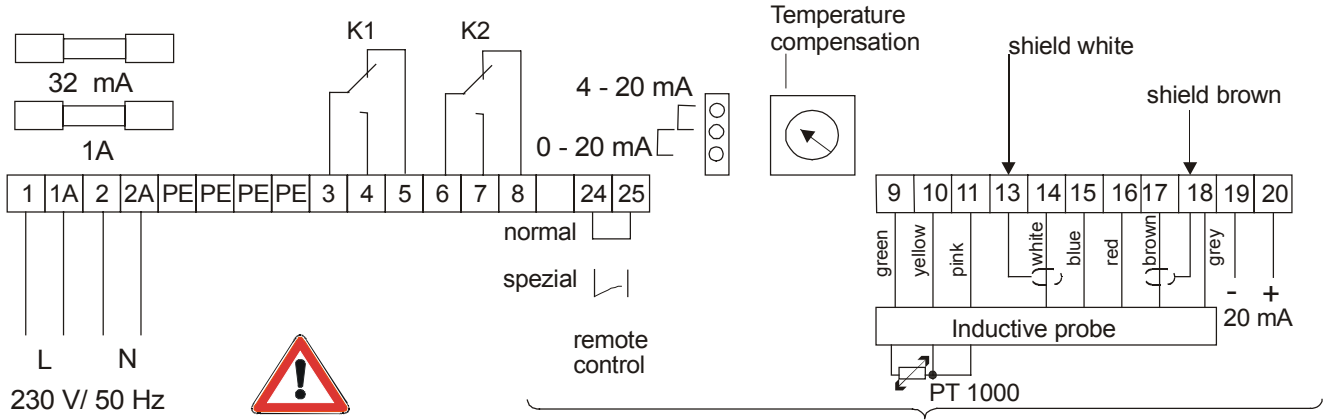 32 mA
1A
K1
K2
4 - 20 mA
0 - 20 mA
Temperature
compensation
shield white
shield brown
1 1A 2 2A PE PE PE PE 3 4 5 6 7 8 24 25
9 10 11 13 14 15 16 17 18 19 20
normal
spezial
remote
control
green
yellow
pink
white
blue
red
brown
grey
- +
20 mA
Inductive probe
PT 1000
L N
230 V/ 50 Hz
!